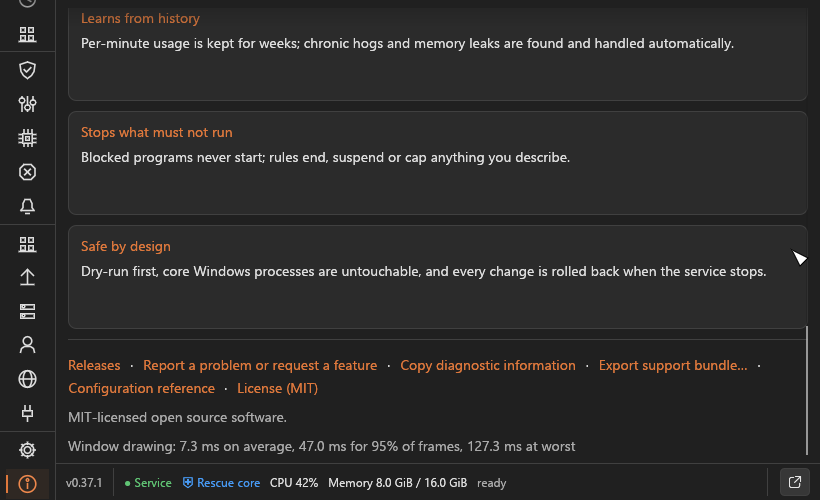 Learns from history
Per-minute usage is kept for weeks; chronic hogs and memory leaks are found and handled automatically.
Stops what must not run
Blocked programs never start; rules end, suspend or cap anything you describe.
Safe by design
Dry-run first, core Windows processes are untouchable, and every change is rolled back when the service stops.
Releases · Report a problem or request a feature · Copy diagnostic information · Export support bundle... ·
Configuration reference · License (MIT)
MIT-licensed open source software.
Window drawing: 7.3 ms on average, 47.0 ms for 95% of frames, 127.3 ms at worst
v0.37.1 Service Rescue core CPU 42% Memory 8.0 GiB / 16.0 GiB ready